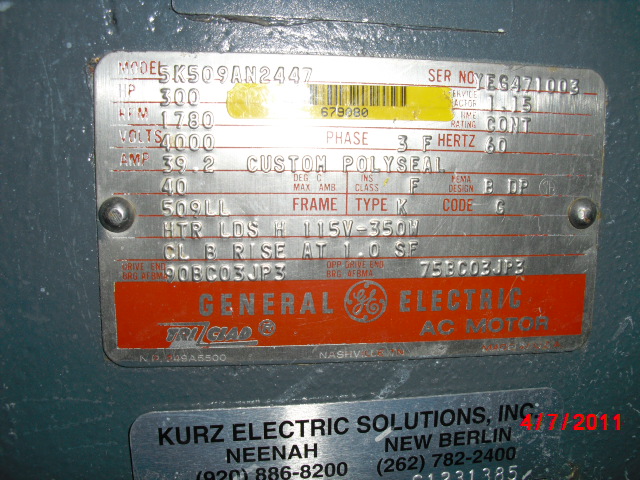 MODEL 5K509AN2447 SER NO YEG471003
HP 300 SERVICE FACTOR 1.15
679080
RPM 1780 TIME RATING CONT
VOLTS 4000 PHASE 3 F HERTZ 60
AMP 39.2 CUSTOM POLYSEAL
40 DEG C MAX. AMB. INS CLASS F NEMA DESIGN B DP
509LL FRAME TYPE K CODE G
HTR LDS H 115V-350W
CL B RISE AT 1.0 SF
DRIVE END BRG AFBMA 90BC03JP3 OPP DRIVE END BRG. AFBMA 75BC03JP3
GENERAL GE ELECTRIC
TRI/CLAD AC MOTOR
KURZ ELECTRIC SOLUTIONS, INC.
4/7/2011
NEENAH NEW BERLIN
(920) 886-8200 (262) 782-2400